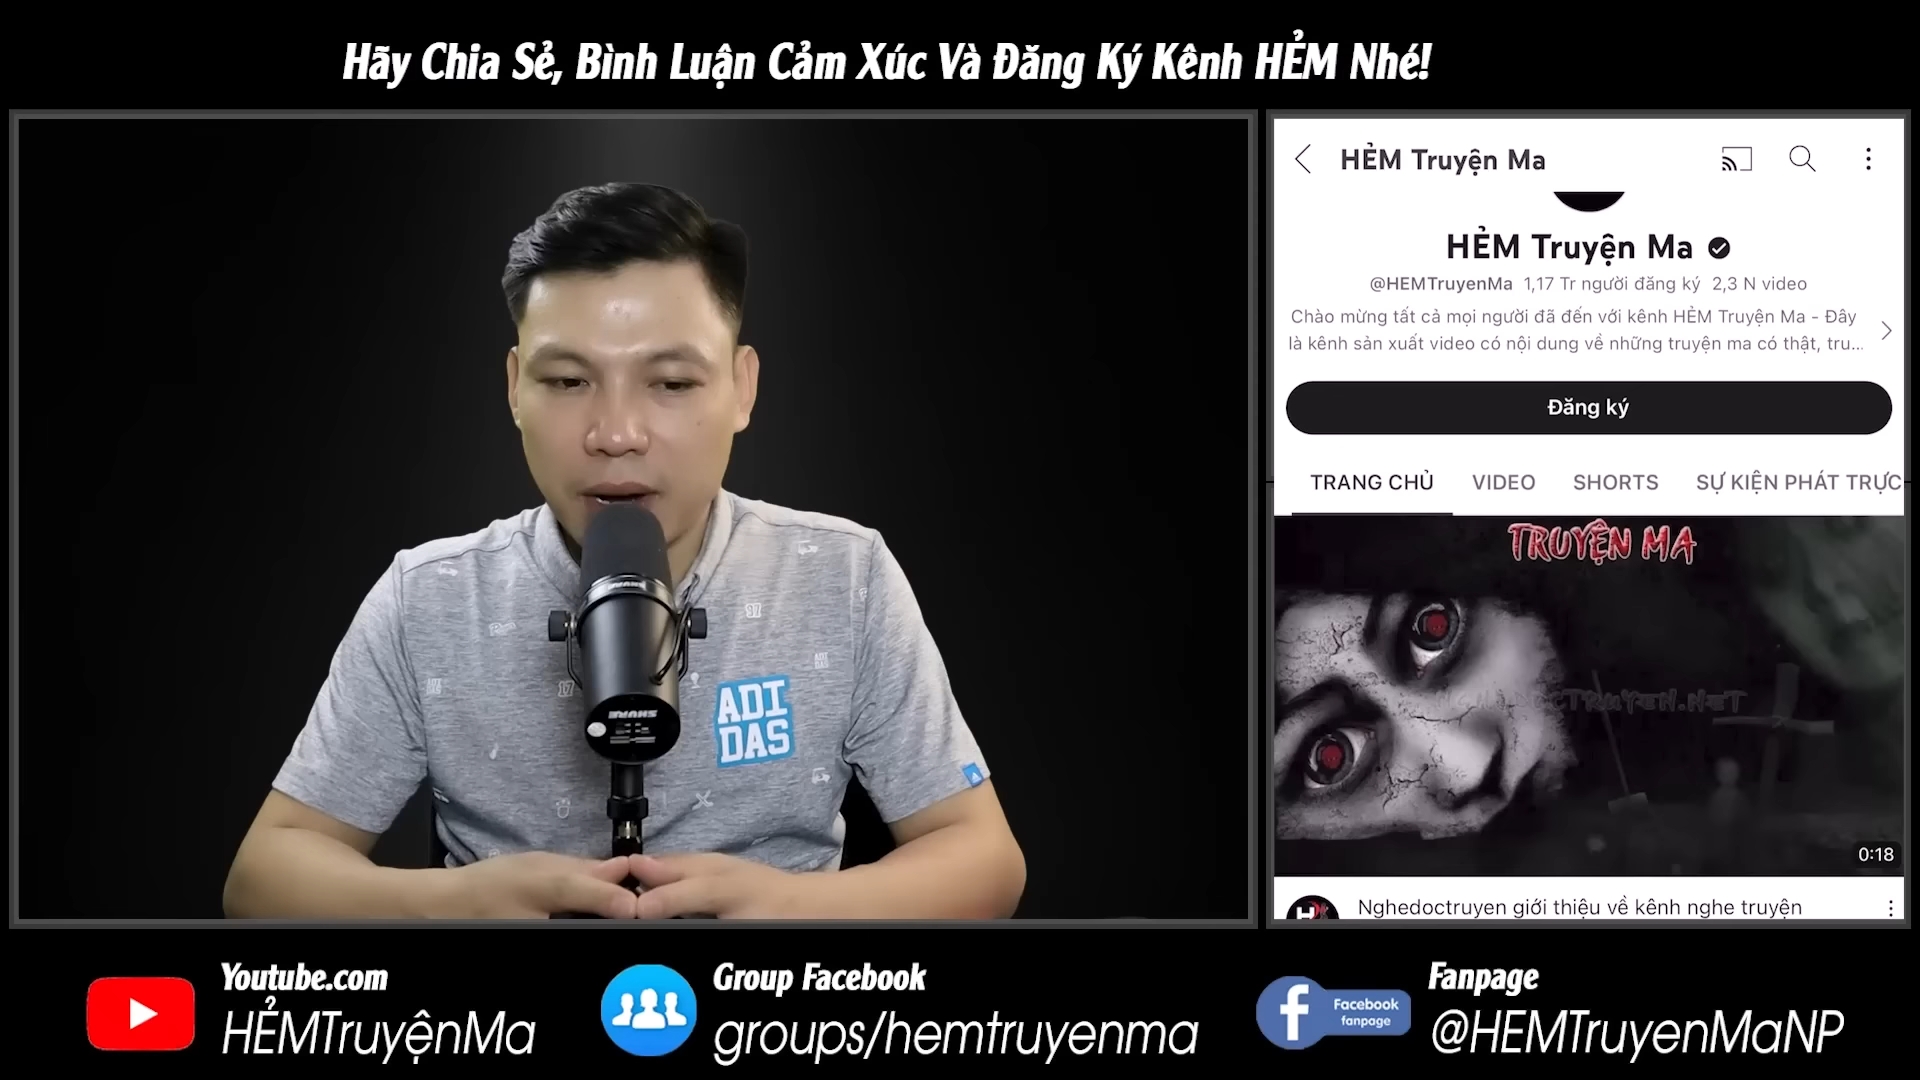 Hãy Chia Sẻ, Bình Luận Cảm Xúc Và Đăng Ký Kênh HẺM Nhé!
HẺM Truyện Ma
HẺM Truyện Ma
@HEMTruyenMa 1,17 Tr người đăng ký 2,3 N video
Chào mừng tất cả mọi người đã đến với kênh HẺM Truyện Ma - Đây
là kênh sản xuất video có nội dung về những truyện ma có thật, tru...
Đăng ký
TRANG CHỦ VIDEO SHORTS SỰ KIỆN PHÁT TRỰC
TRUYỆN MA
0:18
Nghedoctruyen giới thiệu về kênh nghe truyện
97
17
ADI
DAS
SHURE
Youtube.com
HẺMTruyệnMa
Group Facebook
groups/hemtruyenma
Facebook
fanpage
Fanpage
@HEMTruyenMaNP